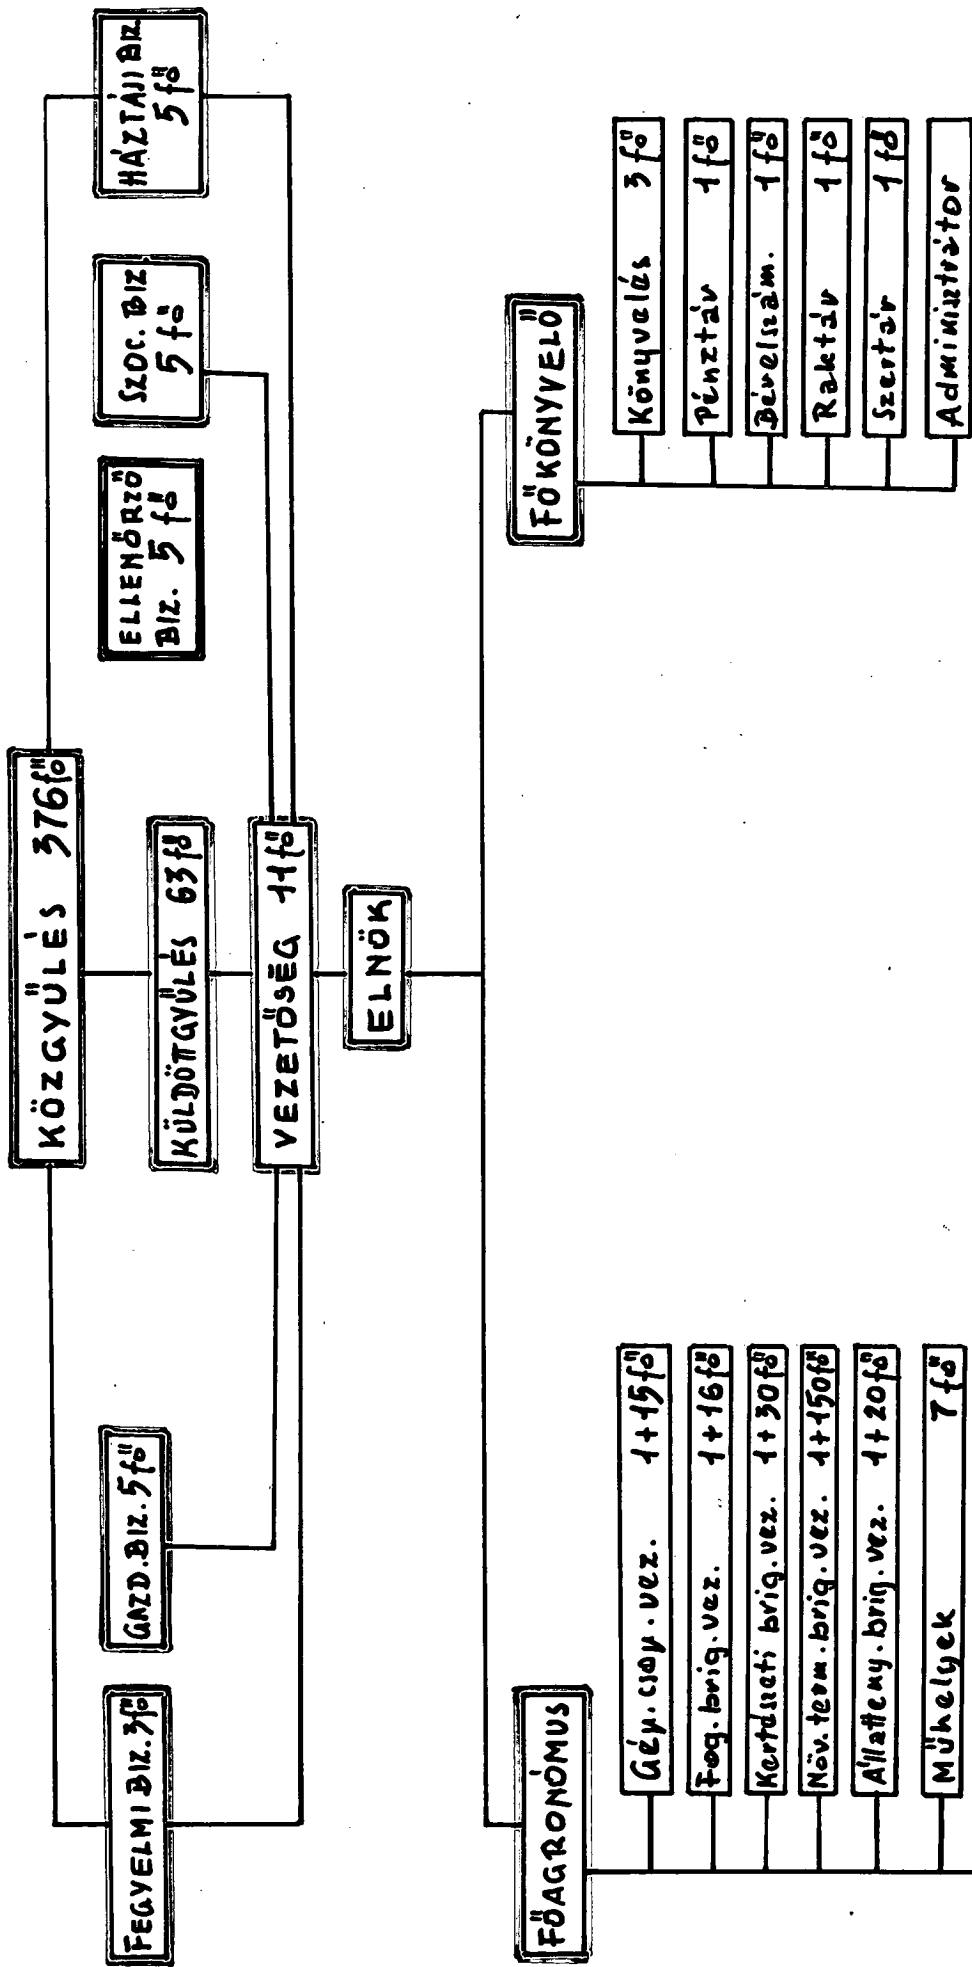 KÖZGYŰLÉS 376 fő
FEGYELMI BIZ. 3 fő
GAZD. BIZ. 5 fő
ELLENŐRZŐ
BIZ. 5 fő
SZOC. BIZ
5 fő
HÁZTÁJI BIZ.
5 fő
KÜLDÖTTGYŰLÉS 63 fő
VEZETŐSÉG 11 fő
ELNÖK
FŐAGRONÓMUS
Gép. csop. vez. 1+15 fő
Fog. brig. vez. 1+16 fő
Kertészeti brig. vez. 1+30 fő
Növ. term. brig. vez. 1+150 fő
Állatteny. brig. vez. 1+20 fő
Műhelyek 7 fő
FŐKÖNYVELŐ
Könyvelés 3 fő
Pénztár 1 fő
Bérelszám. 1 fő
Raktár 1 fő
Szertár 1 fő
Adminisztrátor